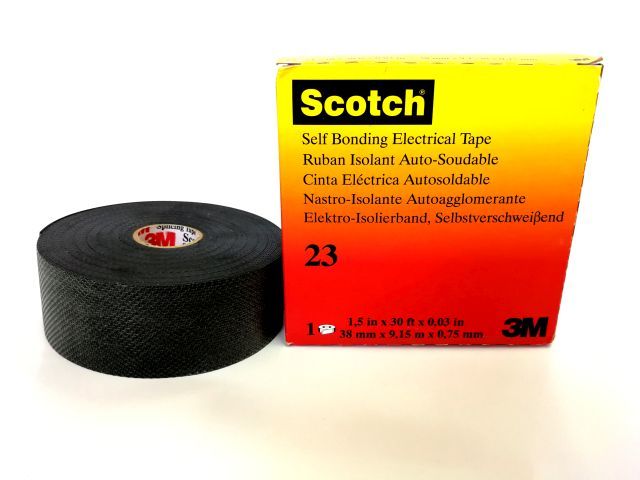 Scotch®
Self Bonding Electrical Tape
Ruban Isolant Auto-Soudable
Cinta Eléctrica Autosoldable
Nastro-Isolante Autoagglomerante
Elektro-Isolierband, Selbstverschweißend
23
1
1,5 in x 30 ft x 0,03 in
38 mm x 9,15 m x 0,75 mm
3M
3M
Splicing